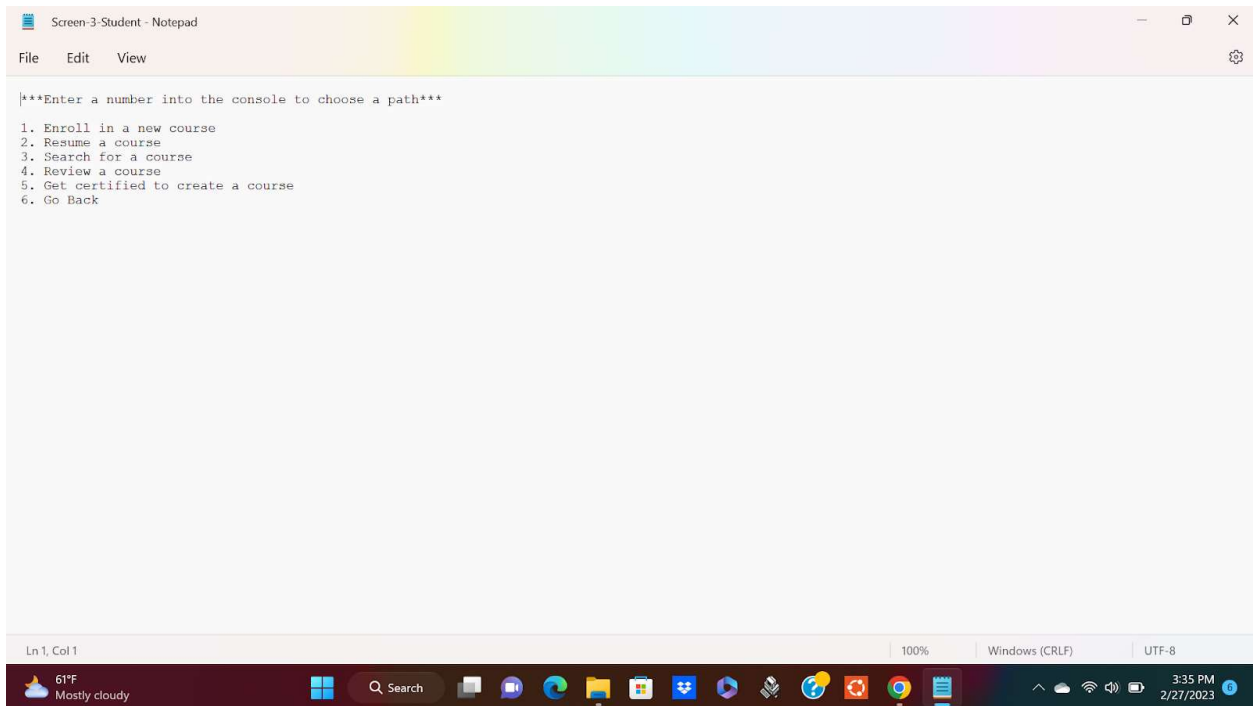 Screen-3-Student - Notepad
File Edit View
***Enter a number into the console to choose a path***
1. Enroll in a new course
2. Resume a course
3. Search for a course
4. Review a course
5. Get certified to create a course
6. Go Back
Ln 1, Col 1 100% Windows (CRLF) UTF-8
61°F
Mostly cloudy
Search
3:35 PM
2/27/2023
6